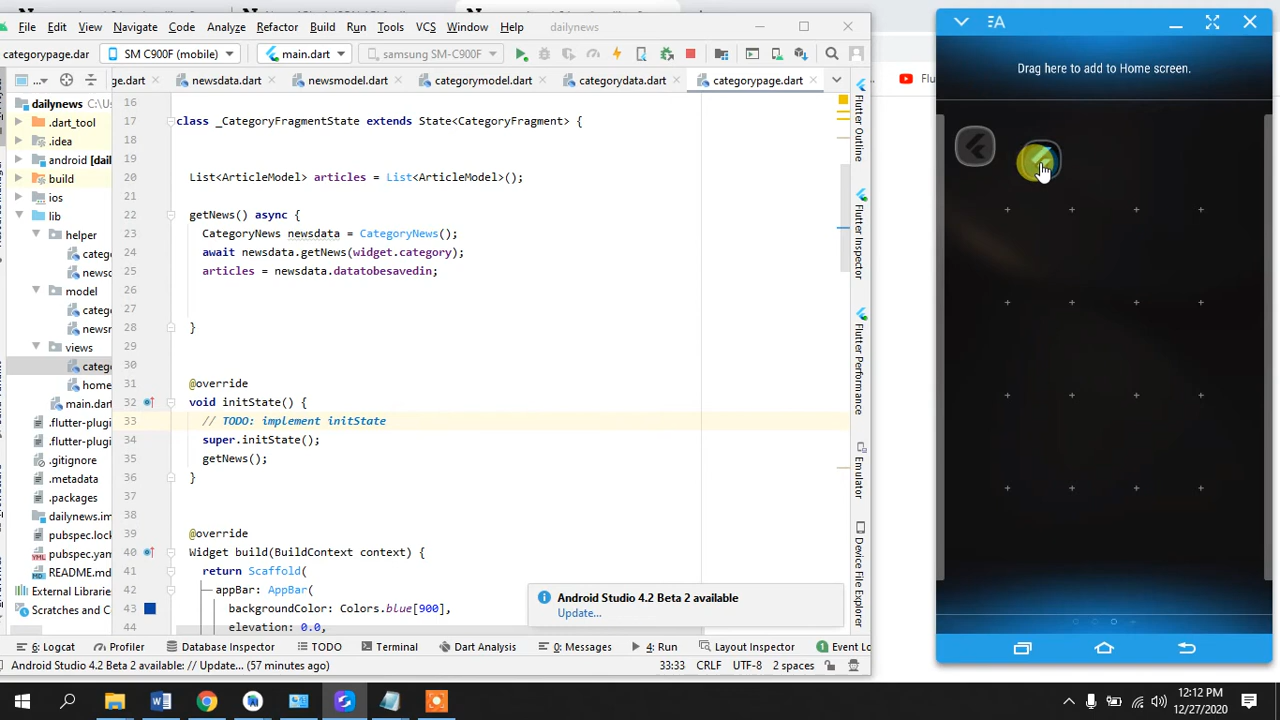 File Edit View Navigate Code Analyze Refactor Build Run Tools VCS Window Help dailynews
categorypage.dart SM C900F (mobile) main.dart samsung SM-C900F
ge.dart newsdata.dart newsmodel.dart categorymodel.dart categorydata.dart categorypage.dart
dailynews C:\U
.dart_tool
.idea
android [dail
build
ios
lib
helper
categ
newsd
model
categ
newsr
views
categ
home
main.dar
.flutter-plugi
.flutter-plugi
.gitignore
.metadata
.packages
dailynews.im
pubspec.lock
pubspec.yam
README.md
External Libraries
Scratches and C
16
17 class _CategoryFragmentState extends State<CategoryFragment> {
18
19
20 List<ArticleModel> articles = List<ArticleModel>();
21
22 getNews() async {
23 CategoryNews newsdata = CategoryNews();
24 await newsdata.getNews(widget.category);
25 articles = newsdata.datatobesavedin;
26
27
28 }
29
30
31 @override
32 void initState() {
33 // TODO: implement initState
34 super.initState();
35 getNews();
36 }
37
38
39 @override
40 Widget build(BuildContext context) {
41 return Scaffold(
42 appBar: AppBar(
43 backgroundColor: Colors.blue[900],
44 elevation: 0.0,
Flutter Outline
Flutter Inspector
Flutter Performance
Emulator
Device File Explorer
Android Studio 4.2 Beta 2 available
Update...
6: Logcat Profiler Database Inspector TODO Terminal Dart Analysis 0: Messages 4: Run Layout Inspector Event Lo
Android Studio 4.2 Beta 2 available // Update... (57 minutes ago) 33:33 CRLF UTF-8 2 spaces
Flu
Drag here to add to Home screen.
12:12 PM
12/27/2020